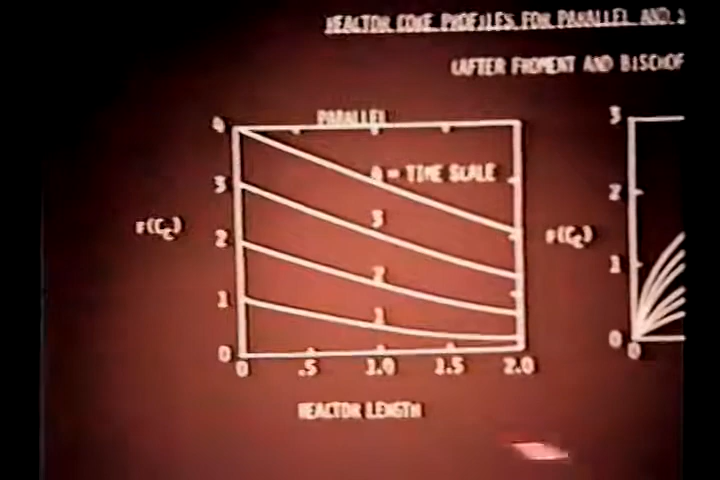 REACTOR COKE PROFILES FOR PARALLEL AND
(AFTER FROMENT AND BISCHOF
PARALLEL
4 = TIME SCALE
3
2
1
F(Cc)
4
3
2
1
0
0 .5 1.0 1.5 2.0
REACTOR LENGTH
F(Cc)
3
2
1
0
0